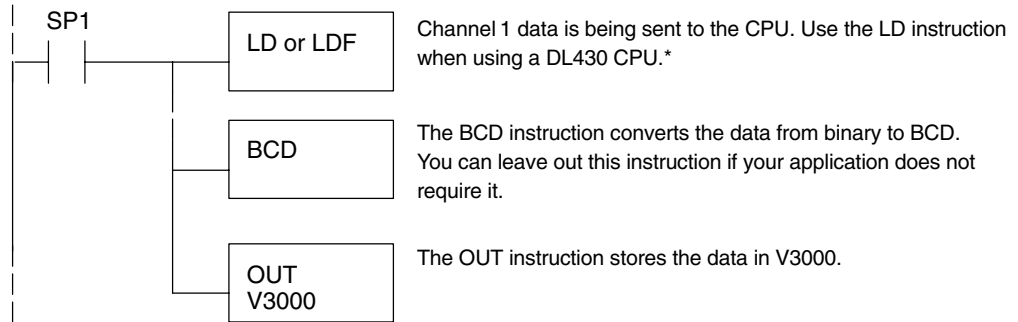 SP1
LD or LDF
Channel 1 data is being sent to the CPU. Use the LD instruction
when using a DL430 CPU.*
BCD
The BCD instruction converts the data from binary to BCD.
You can leave out this instruction if your application does not
require it.
OUT
V3000
The OUT instruction stores the data in V3000.